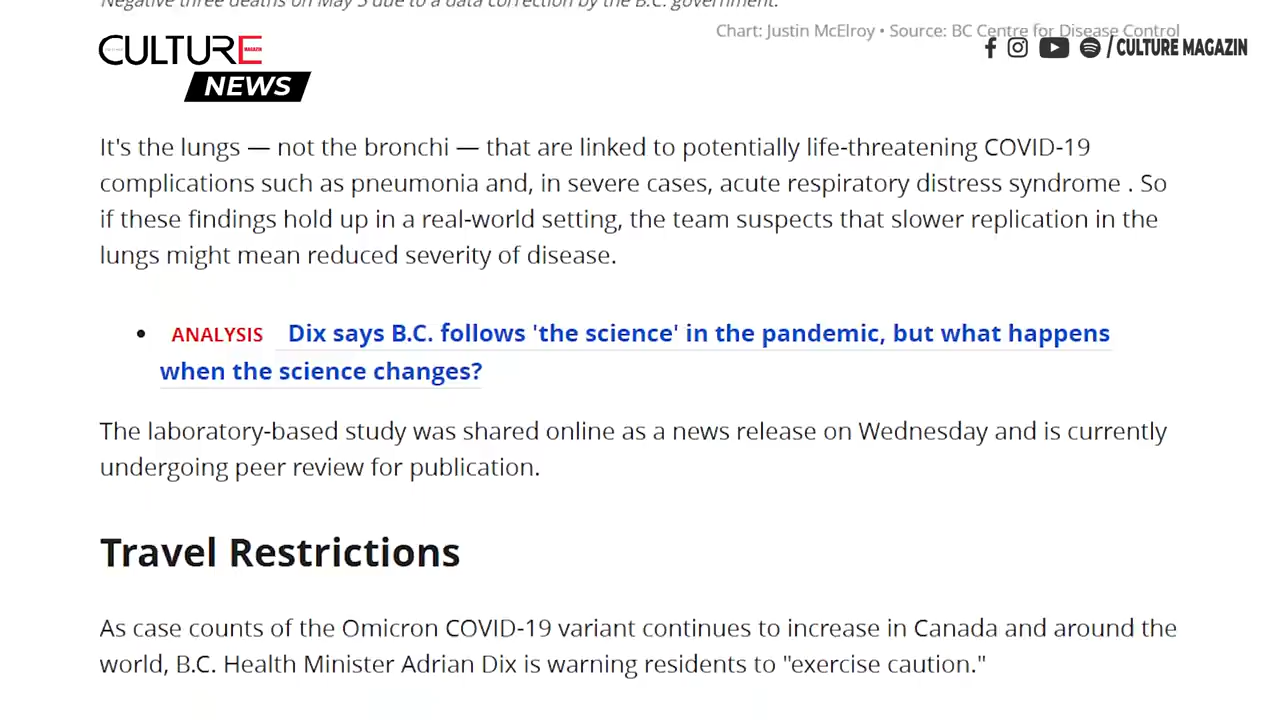 Negative three deaths on May 5 due to a data correction by the B.C. government.
Chart: Justin McElroy • Source: BC Centre for Disease Control
CULTURE MAGAZIN
NEWS
/ CULTURE MAGAZIN
It's the lungs — not the bronchi — that are linked to potentially life-threatening COVID-19
complications such as pneumonia and, in severe cases, acute respiratory distress syndrome . So
if these findings hold up in a real-world setting, the team suspects that slower replication in the
lungs might mean reduced severity of disease.
• ANALYSIS Dix says B.C. follows 'the science' in the pandemic, but what happens
when the science changes?
The laboratory-based study was shared online as a news release on Wednesday and is currently
undergoing peer review for publication.
Travel Restrictions
As case counts of the Omicron COVID-19 variant continues to increase in Canada and around the
world, B.C. Health Minister Adrian Dix is warning residents to "exercise caution."